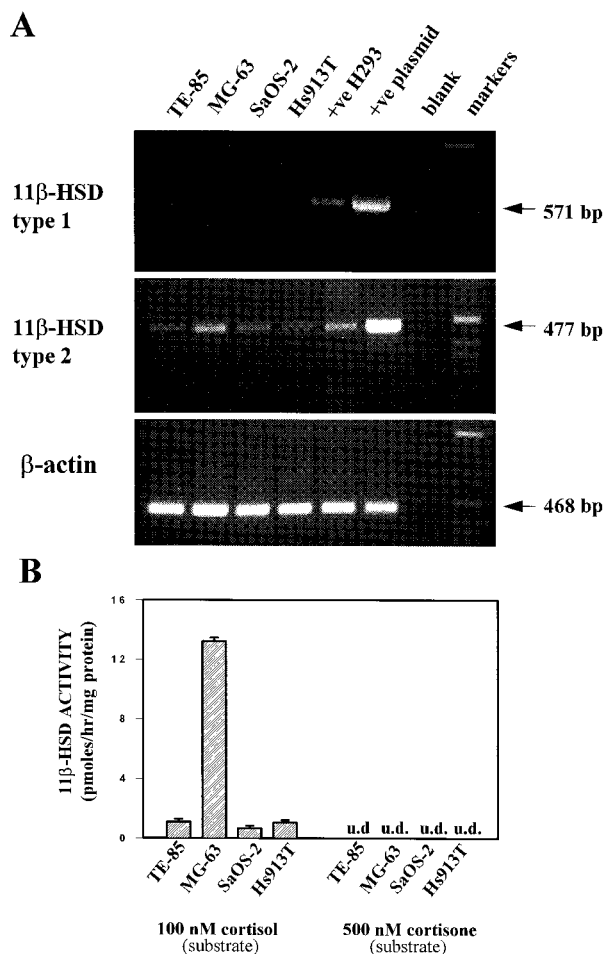 A
TE-85
MG-63
SaOS-2
Hs913T
+ve H293
+ve plasmid
blank
markers
11β-HSD
type 1
571 bp
11β-HSD
type 2
477 bp
β-actin
468 bp
B
11β-HSD ACTIVITY
(pmoles/hr/mg protein)
16
12
8
4
0
u.d
u.d.
u.d.
u.d.
TE-85
MG-63
SaOS-2
Hs913T
TE-85
MG-63
SaOS-2
Hs913T
100 nM cortisol
(substrate)
500 nM cortisone
(substrate)